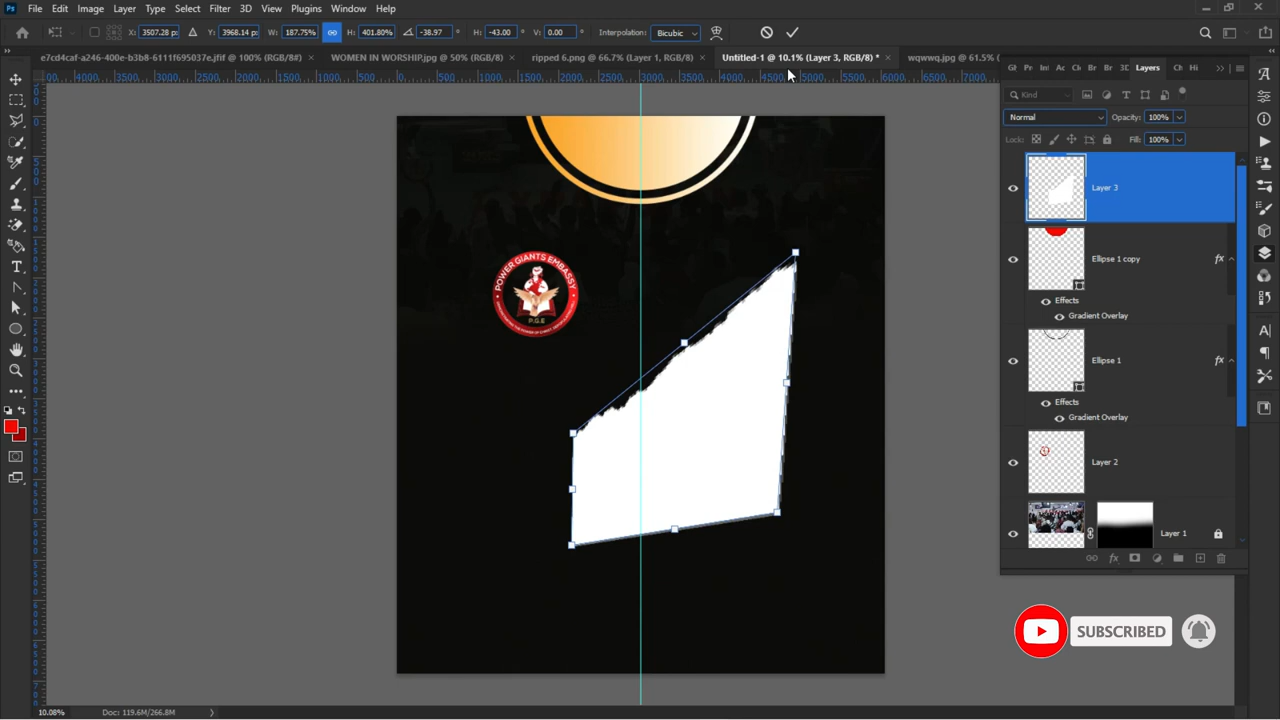 Ps File Edit Image Layer Type Select Filter 3D View Plugins Window Help
X: 3507.28 px Y: 3968.14 px W: 187.75% H: 401.80% -38.97 ° H: -43.00 ° V: 0.00 ° Interpolation: Bicubic
e7cd4caf-a246-400e-b3b8-6111f695037e.jfif @ 100% (RGB/8#) × WOMEN IN WORSHIP.jpg @ 50% (RGB/8) × ripped 6.png @ 66.7% (Layer 1, RGB/8) × Untitled-1 @ 10.1% (Layer 3, RGB/8) * × wqwwq.jpg @ 61.5% (
Layers
Kind
Normal Opacity: 100%
Lock: Fill: 100%
Layer 3
Ellipse 1 copy fx
Effects
Gradient Overlay
Ellipse 1 fx
Effects
Gradient Overlay
Layer 2
Layer 1
fx
POWER GIANTS EMBASSY
P.G.E
SUBSCRIBED
10.08% Doc: 119.6M/266.8M